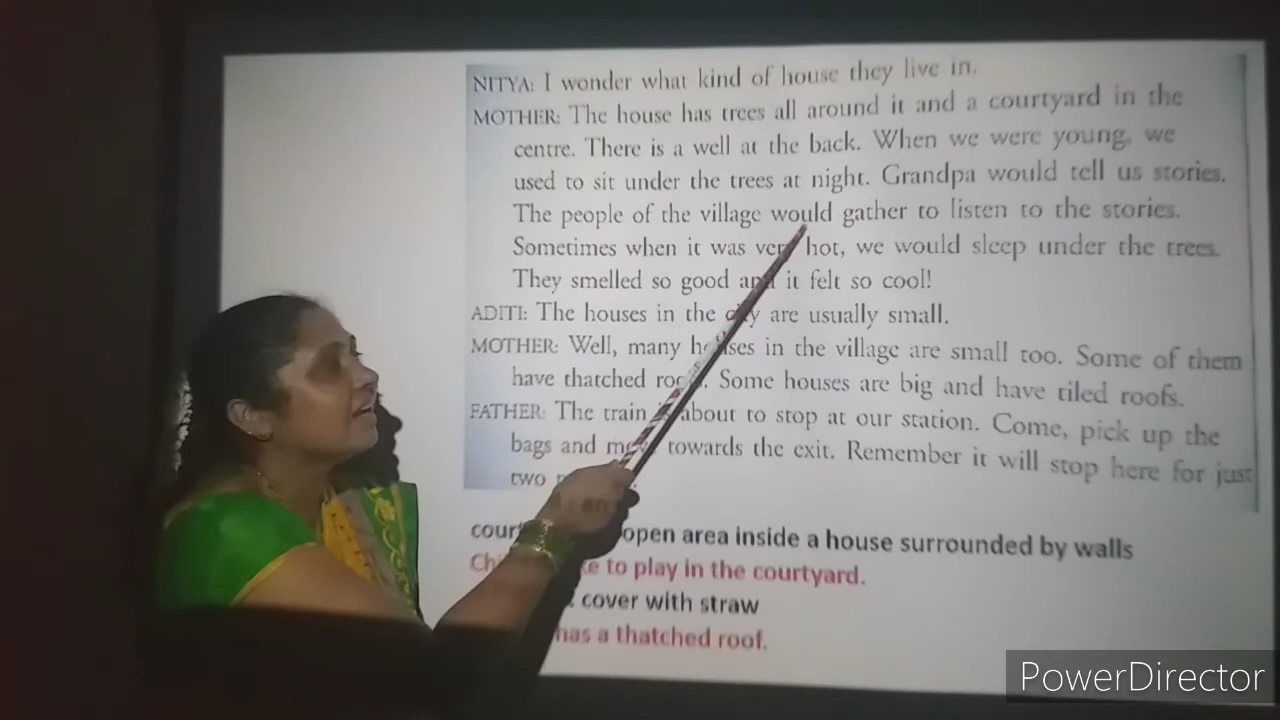 NITYA: I wonder what kind of house they live in.
MOTHER: The house has trees all around it and a courtyard in the
centre. There is a well at the back. When we were young, we
used to sit under the trees at night. Grandpa would tell us stories.
The people of the village would gather to listen to the stories.
Sometimes when it was very hot, we would sleep under the trees.
They smelled so good and it felt so cool!
ADITI: The houses in the city are usually small.
MOTHER: Well, many houses in the village are small too. Some of them
have thatched roofs. Some houses are big and have tiled roofs.
FATHER: The train is about to stop at our station. Come, pick up the
bags and move towards the exit. Remember it will stop here for just
two
open area inside a house surrounded by walls
to play in the courtyard.
cover with straw
has a thatched roof.
PowerDirector